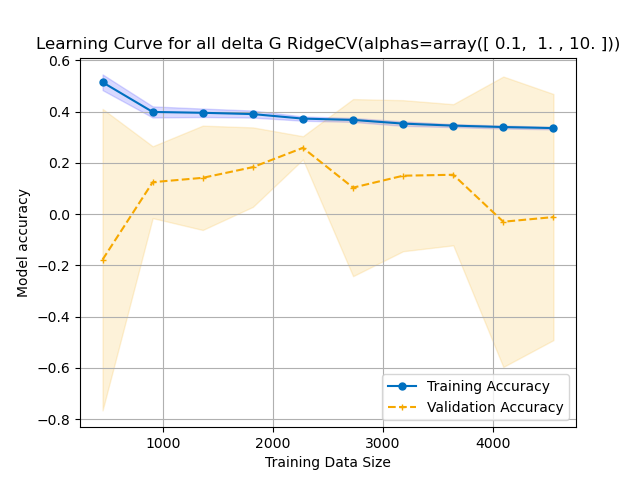 Learning Curve for all delta G RidgeCV(alphas=array([ 0.1,  1. , 10. ]))
Model accuracy
0.6
0.4
0.2
0.0
−0.2
−0.4
−0.6
−0.8
Training Accuracy
Validation Accuracy
1000 2000 3000 4000
Training Data Size